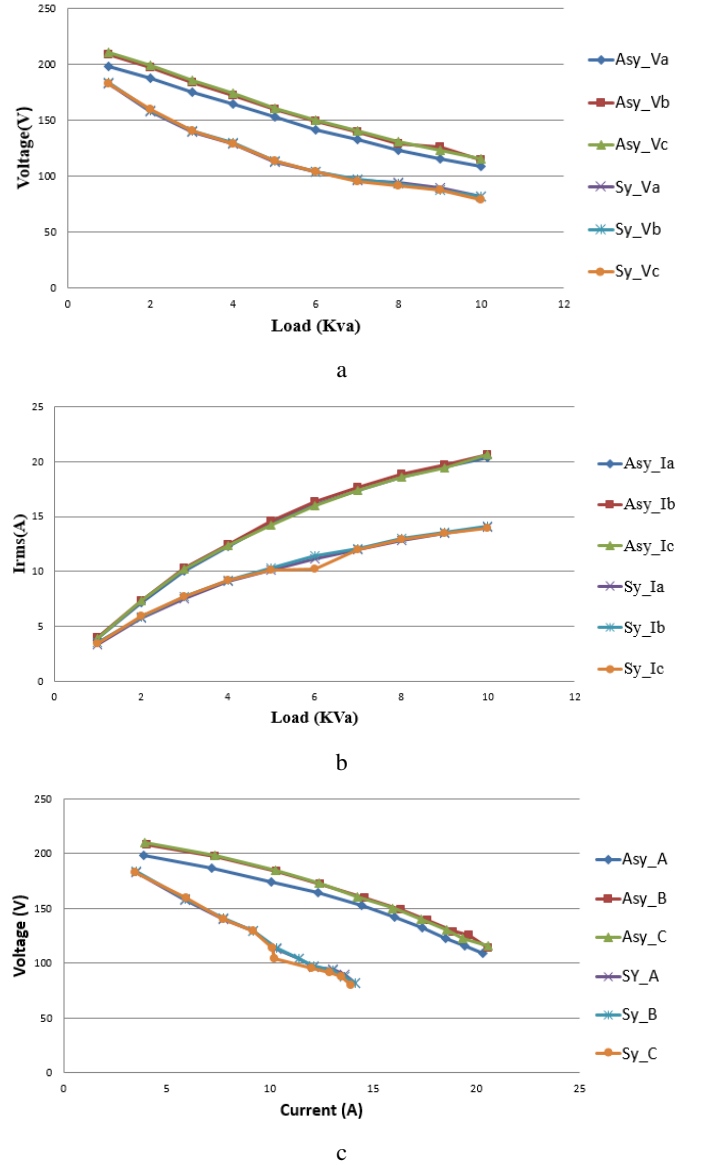 250
200
150
100
50
0
0 2 4 6 8 10 12
Voltage(V)
Load (Kva)
Asy_Va
Asy_Vb
Asy_Vc
Sy_Va
Sy_Vb
Sy_Vc
a
25
20
15
10
5
0
0 2 4 6 8 10 12
Irms(A)
Load (KVa)
Asy_Ia
Asy_Ib
Asy_Ic
Sy_Ia
Sy_Ib
Sy_Ic
b
250
200
150
100
50
0
0 5 10 15 20 25
Voltage (V)
Current (A)
Asy_A
Asy_B
Asy_C
SY_A
Sy_B
Sy_C
c